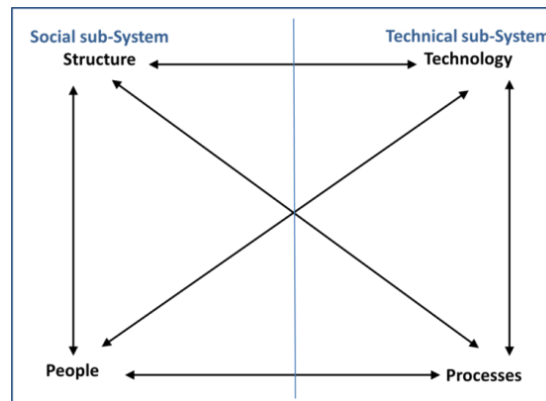 Social sub-System
Structure
Technical sub-System
Technology
People
Processes